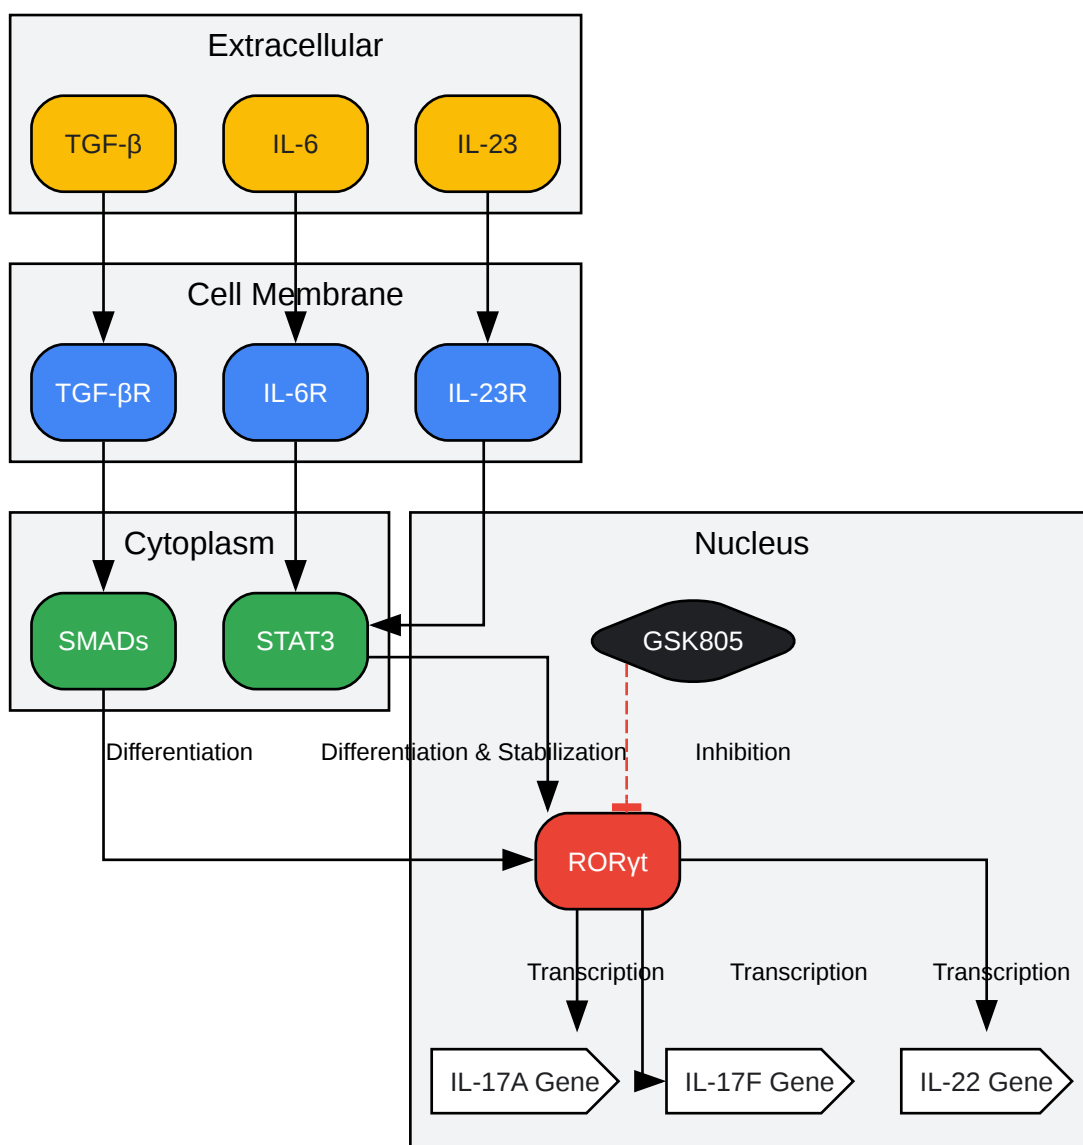 Extracellular
TGF-β
IL-6
IL-23
Cell Membrane
TGF-βR
IL-6R
IL-23R
Cytoplasm
Nucleus
SMADs
STAT3
GSK805
Differentiation
Differentiation & Stabilization
Inhibition
RORγt
Transcription
Transcription
Transcription
IL-17A Gene
IL-17F Gene
IL-22 Gene